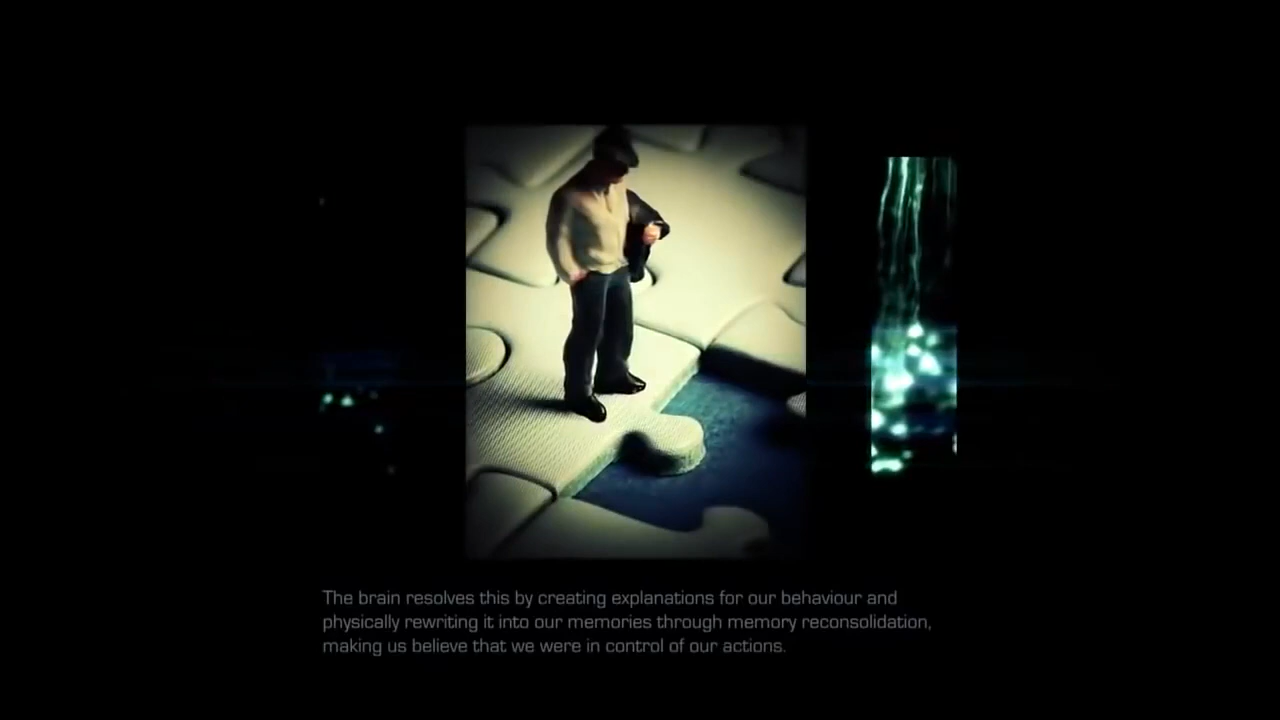 The brain resolves this by creating explanations for our behaviour and
physically rewriting it into our memories through memory reconsolidation,
making us believe that we were in control of our actions.